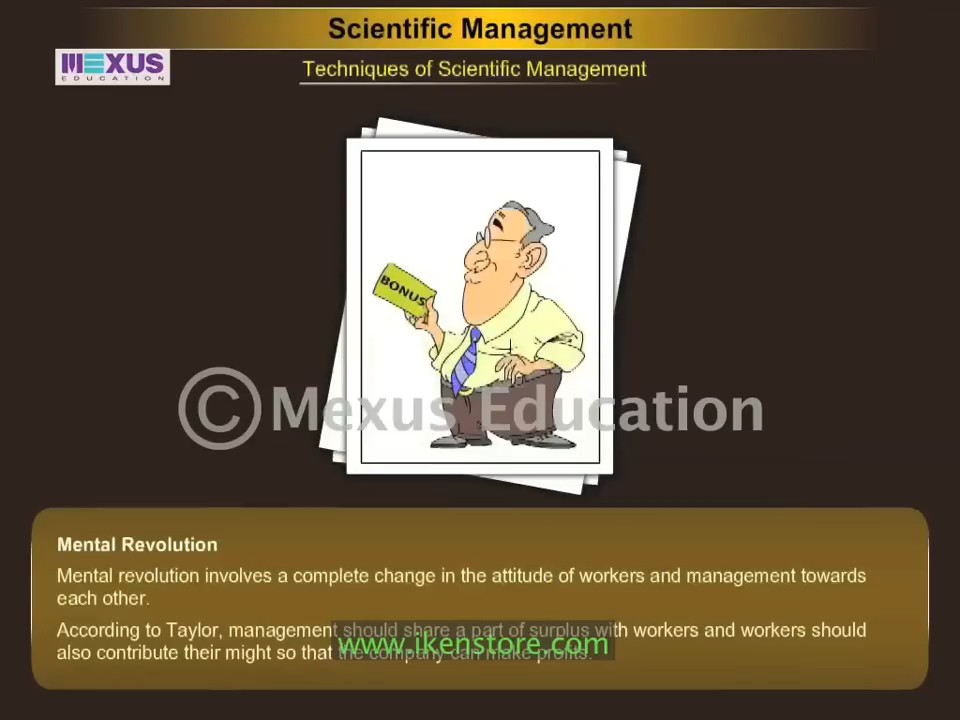 Scientific Management
MEXUS
EDUCATION
Techniques of Scientific Management
BONUS
© Mexus Education
Mental Revolution
Mental revolution involves a complete change in the attitude of workers and management towards
each other.
According to Taylor, management should share a part of surplus with workers and workers should
also contribute their might so that the company can make profits.
www.ikenstore.com